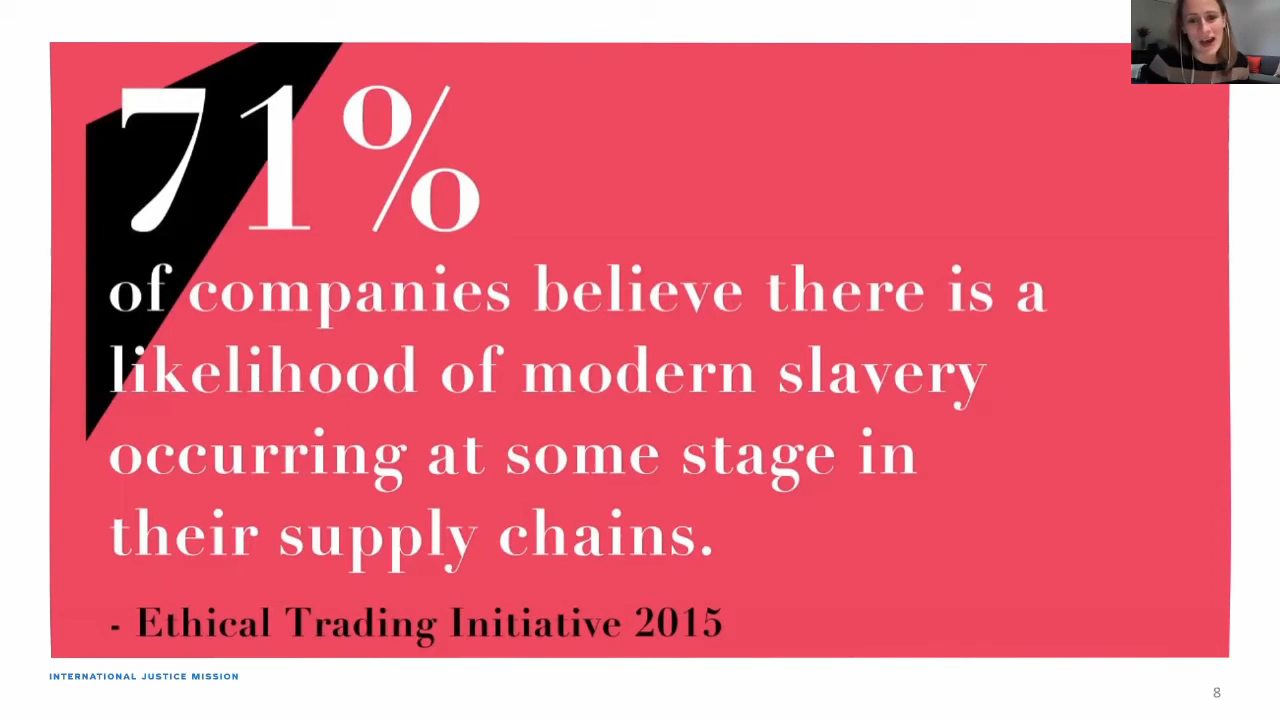 71%
of companies believe there is a
likelihood of modern slavery
occurring at some stage in
their supply chains.
- Ethical Trading Initiative 2015
INTERNATIONAL JUSTICE MISSION
8